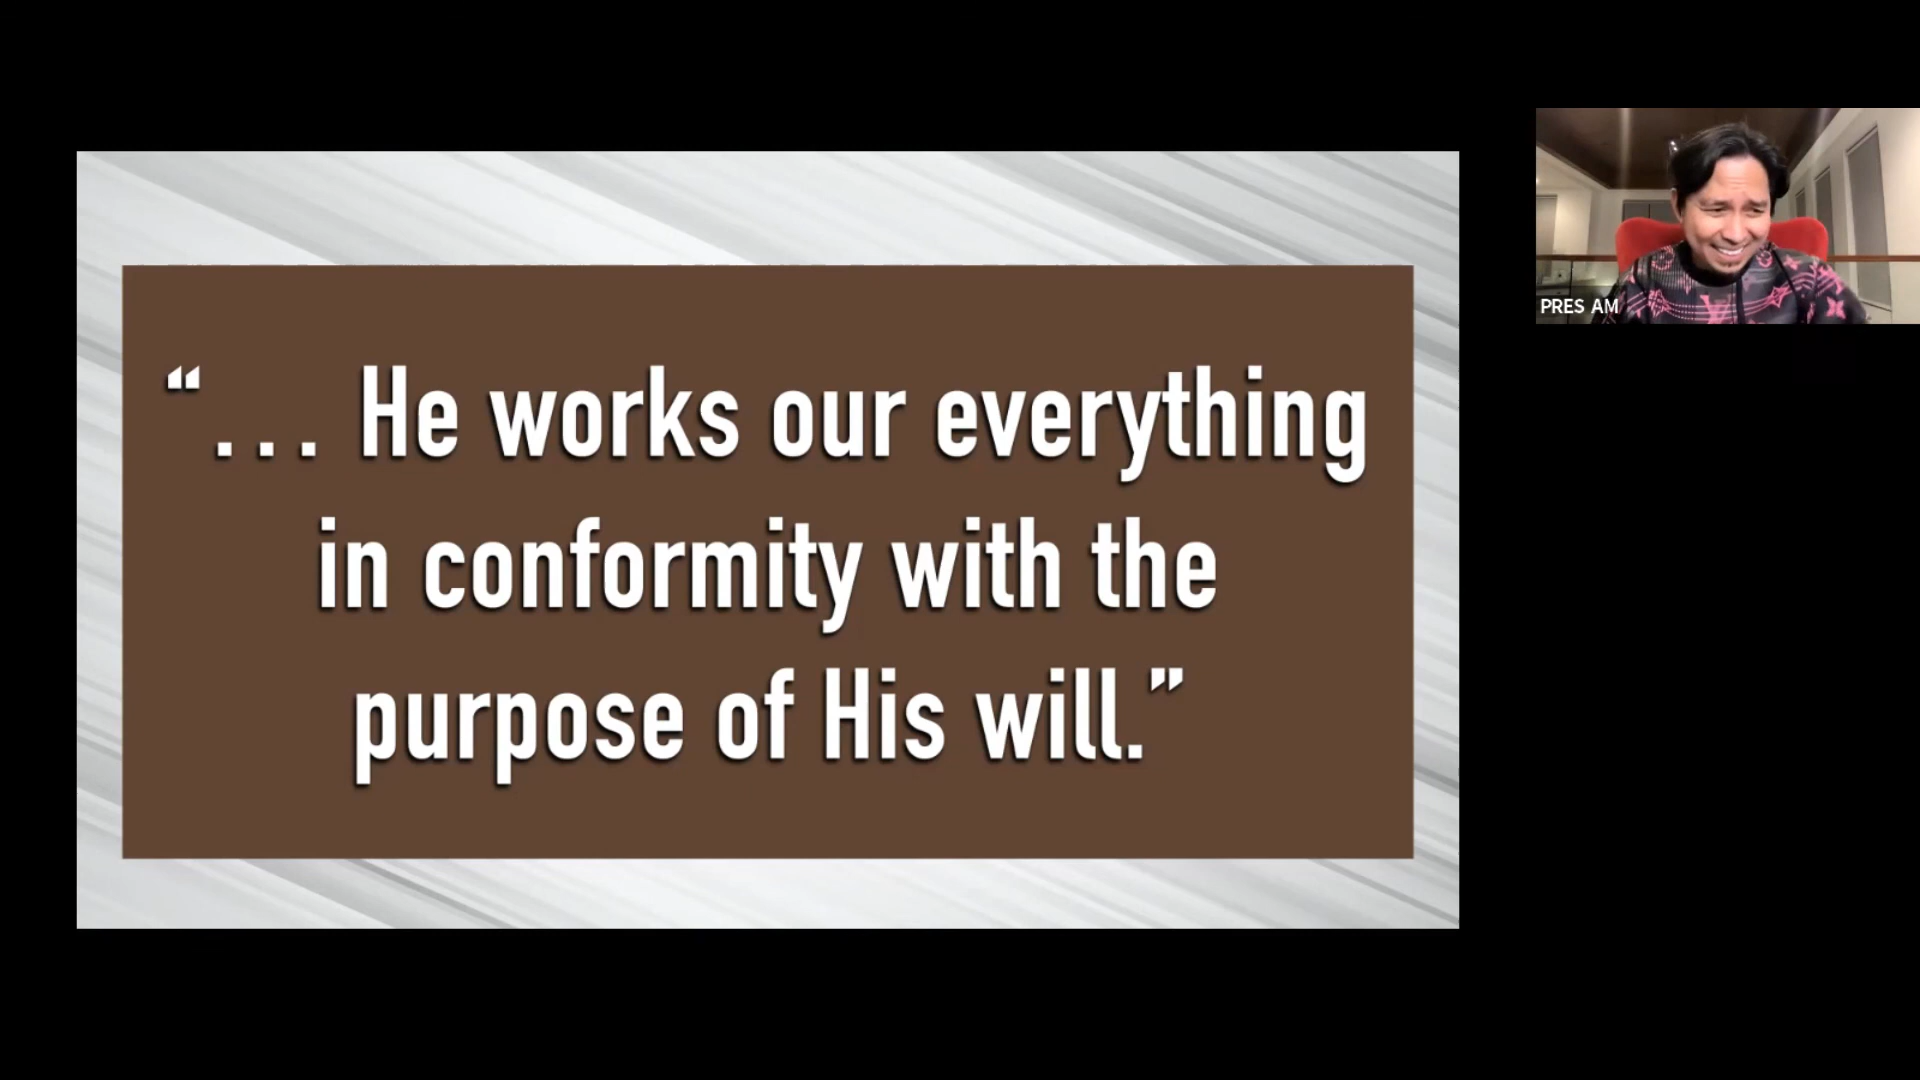 “... He works our everything
in conformity with the
purpose of His will.”
PRES AM